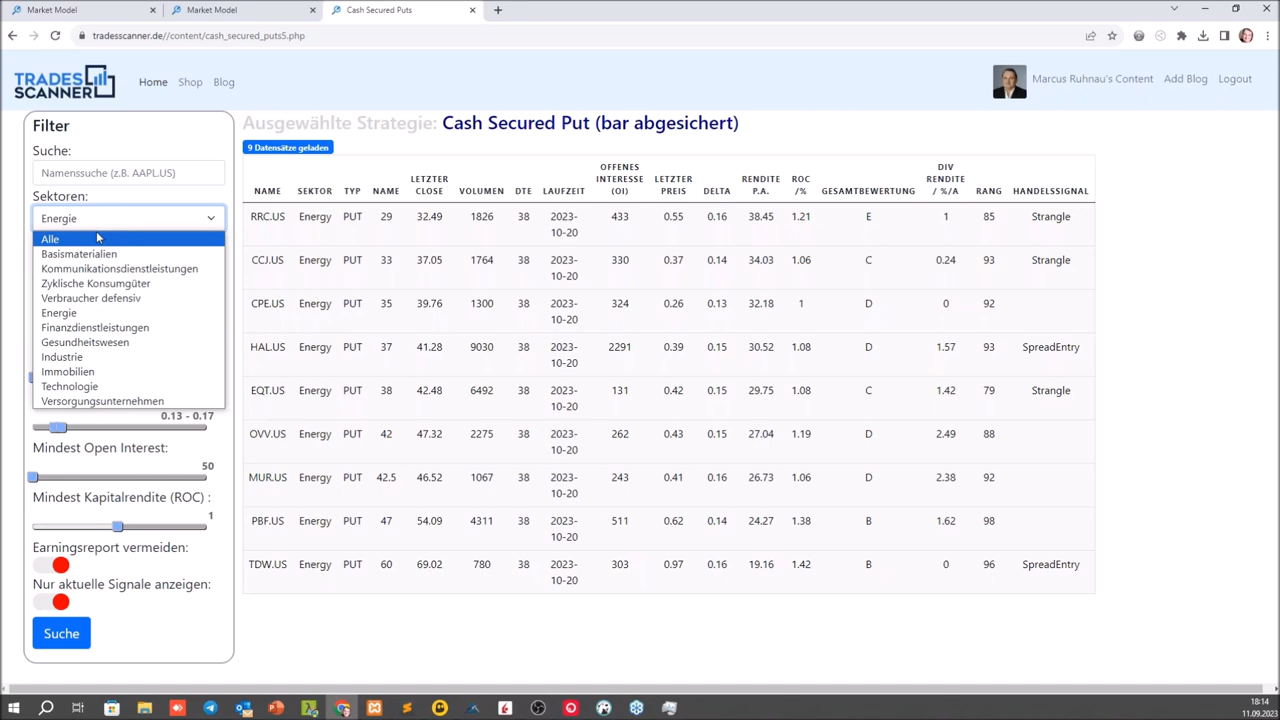 Market Model
Market Model
Cash Secured Puts
tradesscanner.de//content/cash_secured_puts5.php
TRADES SCANNER
Home Shop Blog
Marcus Ruhnau's Content Add Blog Logout
Filter
Suche:
Namenssuche (z.B. AAPL.US)
Sektoren:
Energie
Alle
Basismaterialien
Kommunikationsdienstleistungen
Zyklische Konsumgüter
Verbraucher defensiv
Energie
Finanzdienstleistungen
Gesundheitswesen
Industrie
Immobilien
Technologie
Versorgungsunternehmen
0.13 - 0.17
Mindest Open Interest:
50
Mindest Kapitalrendite (ROC) :
1
Earningsreport vermeiden:
Nur aktuelle Signale anzeigen:
Suche
Ausgewählte Strategie: Cash Secured Put (bar abgesichert)
9 Datensätze geladen
NAME SEKTOR TYP NAME LETZTER CLOSE VOLUMEN DTE LAUFZEIT OFFENES INTERESSE (OI) LETZTER PREIS DELTA RENDITE P.A. ROC /% GESAMTBEWERTUNG DIV RENDITE / %/A RANG HANDELSSIGNAL
RRC.US Energy PUT 29 32.49 1826 38 2023-10-20 433 0.55 0.16 38.45 1.21 E 1 85 Strangle
CCJ.US Energy PUT 33 37.05 1764 38 2023-10-20 330 0.37 0.14 34.03 1.06 C 0.24 93 Strangle
CPE.US Energy PUT 35 39.76 1300 38 2023-10-20 324 0.26 0.13 32.18 1 D 0 92
HAL.US Energy PUT 37 41.28 9030 38 2023-10-20 2291 0.39 0.15 30.52 1.08 D 1.57 93 SpreadEntry
EQT.US Energy PUT 38 42.48 6492 38 2023-10-20 131 0.42 0.15 29.75 1.08 C 1.42 79 Strangle
OVV.US Energy PUT 42 47.32 2275 38 2023-10-20 262 0.43 0.15 27.04 1.19 D 2.49 88
MUR.US Energy PUT 42.5 46.52 1067 38 2023-10-20 243 0.41 0.16 26.73 1.06 D 2.38 92
PBF.US Energy PUT 47 54.09 4311 38 2023-10-20 511 0.62 0.14 24.27 1.38 B 1.62 98
TDW.US Energy PUT 60 69.02 780 38 2023-10-20 303 0.97 0.16 19.16 1.42 B 0 96 SpreadEntry
18:14
11.09.2023